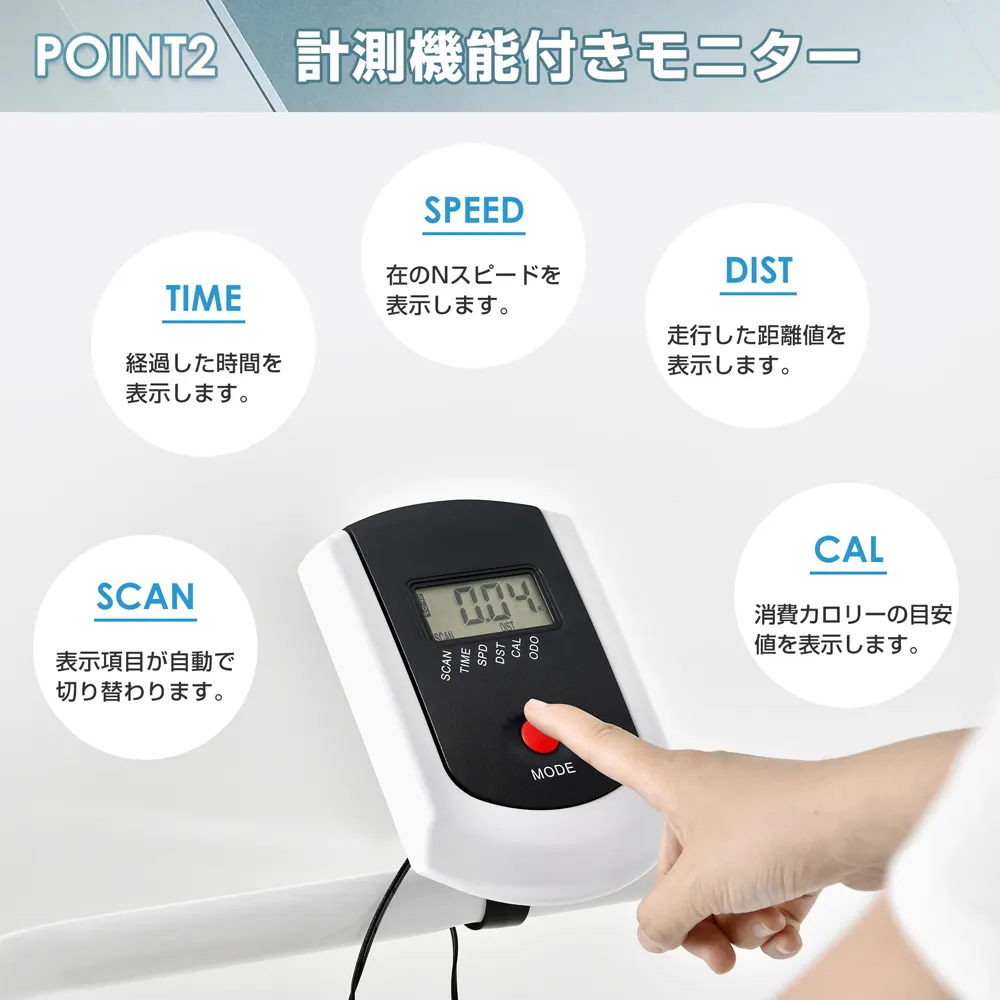 POINT2
計測機能付きモニター
SPEED
在のNスピードを
表示します。
DIST
走行した距離値を
表示します。
TIME
経過した時間を
表示します。
CAL
消費カロリーの目安
値を表示します。
SCAN
表示項目が自動で
切り替わります。
0.04
SCAN
DIST
SCAN
TIME
SPD
DST
CAL
ODO
MODE